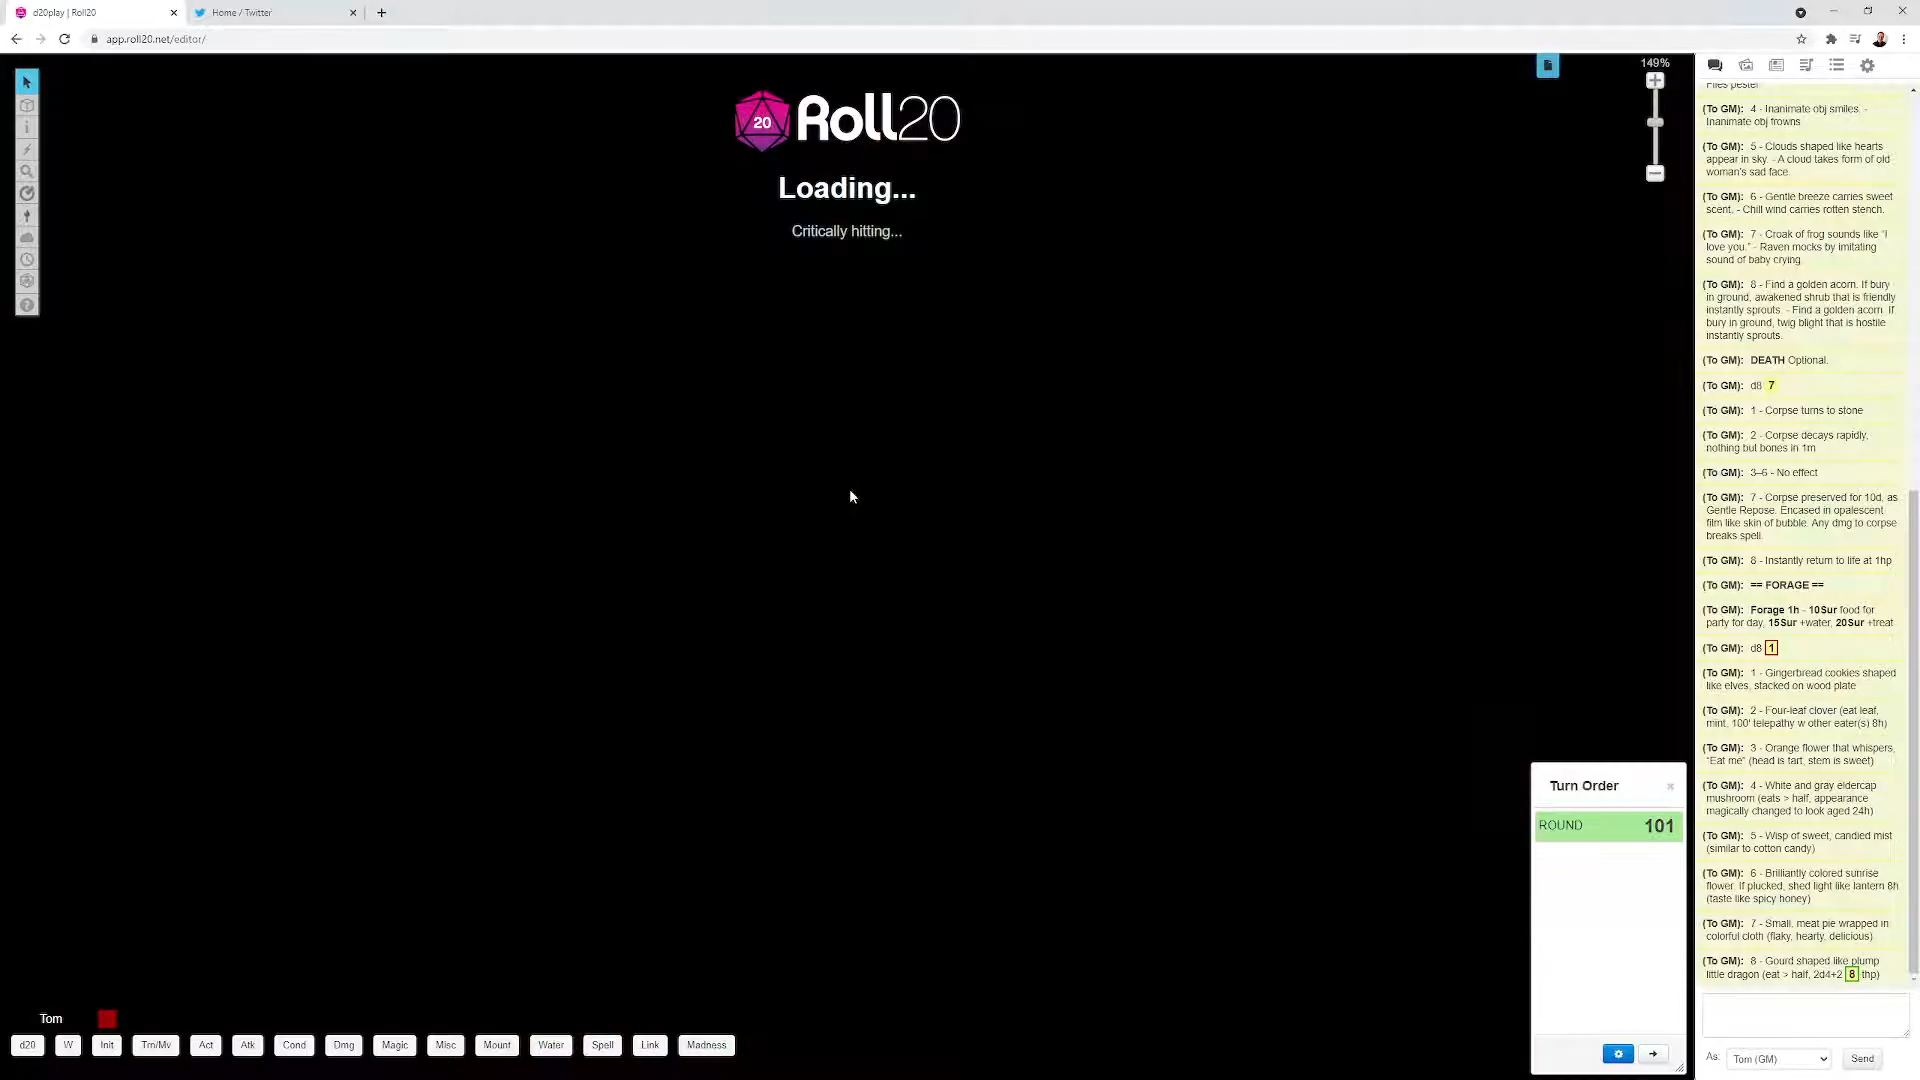 d20play | Roll20
Home / Twitter
app.roll20.net/editor/
149%
20
Roll20
Loading...
Critically hitting...
Flies pester
(To GM): 4 - Inanimate obj smiles. -
Inanimate obj frowns
(To GM): 5 - Clouds shaped like hearts
appear in sky. - A cloud takes form of old
woman's sad face.
(To GM): 6 - Gentle breeze carries sweet
scent. - Chill wind carries rotten stench.
(To GM): 7 - Croak of frog sounds like "I
love you." - Raven mocks by imitating
sound of baby crying.
(To GM): 8 - Find a golden acorn. If bury
in ground, awakened shrub that is friendly
instantly sprouts. - Find a golden acorn. If
bury in ground, twig blight that is hostile
instantly sprouts.
(To GM): DEATH Optional.
(To GM): d8 7
(To GM): 1 - Corpse turns to stone
(To GM): 2 - Corpse decays rapidly,
nothing but bones in 1m
(To GM): 3–6 - No effect
(To GM): 7 - Corpse preserved for 10d, as
Gentle Repose. Encased in opalescent
film like skin of bubble. Any dmg to corpse
breaks spell.
(To GM): 8 - Instantly return to life at 1hp
(To GM): == FORAGE ==
(To GM): Forage 1h - 10Sur food for
party for day, 15Sur +water, 20Sur +treat
(To GM): d8 1
(To GM): 1 - Gingerbread cookies shaped
like elves, stacked on wood plate
(To GM): 2 - Four-leaf clover (eat leaf,
mint, 100' telepathy w other eater(s) 8h)
(To GM): 3 - Orange flower that whispers,
"Eat me" (head is tart, stem is sweet)
(To GM): 4 - White and gray eldercap
mushroom (eats > half, appearance
magically changed to look aged 24h)
(To GM): 5 - Wisp of sweet, candied mist
(similar to cotton candy)
(To GM): 6 - Brilliantly colored sunrise
flower. If plucked, shed light like lantern 8h
(taste like spicy honey)
(To GM): 7 - Small, meat pie wrapped in
colorful cloth (flaky, hearty, delicious)
(To GM): 8 - Gourd shaped like plump
little dragon (eat > half, 2d4+2 8 thp)
Turn Order
ROUND 101
Tom
d20 W Init Trn/Mv Act Atk Cond Dmg Magic Misc Mount Water Spell Link Madness
As: Tom (GM) Send